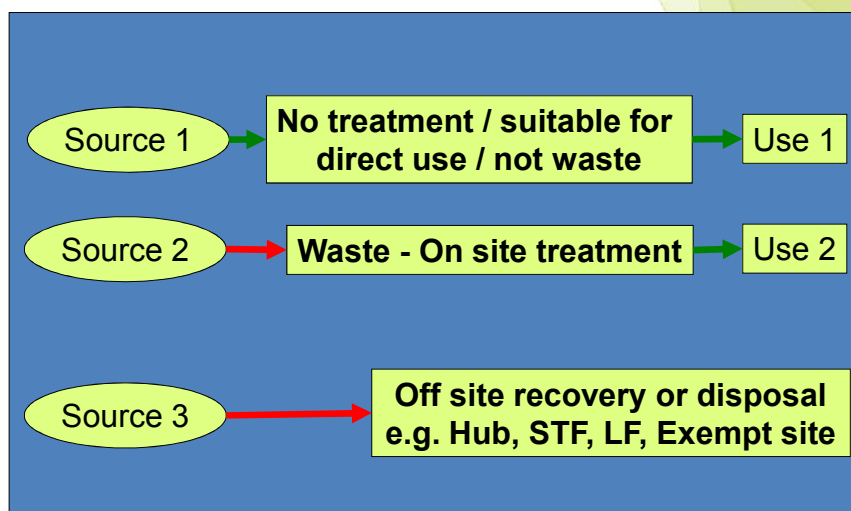 Source 1
No treatment / suitable for
direct use / not waste
Use 1
Source 2
Waste - On site treatment
Use 2
Source 3
Off site recovery or disposal
e.g. Hub, STF, LF, Exempt site